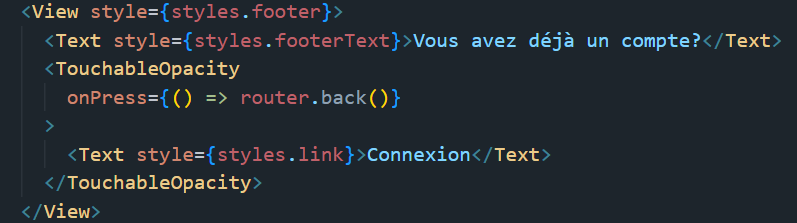 <View style={styles.footer}>
<Text style={styles.footerText}>Vous avez déjà un compte?</Text>
<TouchableOpacity
onPress={() => router.back()}
>
<Text style={styles.link}>Connexion</Text>
</TouchableOpacity>
</View>